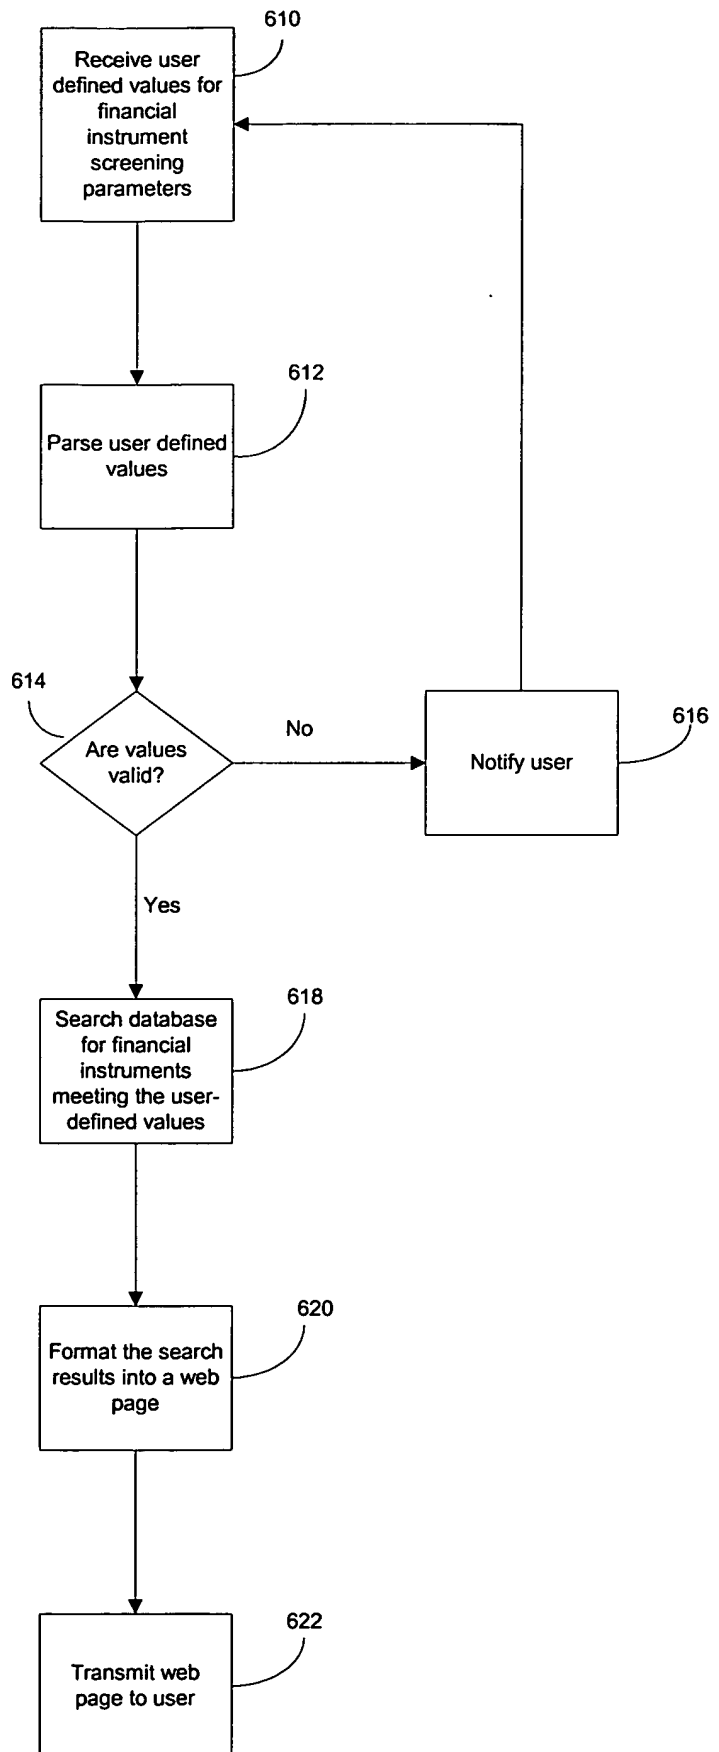 610
Receive user
defined values for
financial
instrument
screening
parameters
612
Parse user defined
values
614
Are values
valid?
No
616
Notify user
Yes
618
Search database
for financial
instruments
meeting the user-
defined values
620
Format the search
results into a web
page
622
Transmit web
page to user